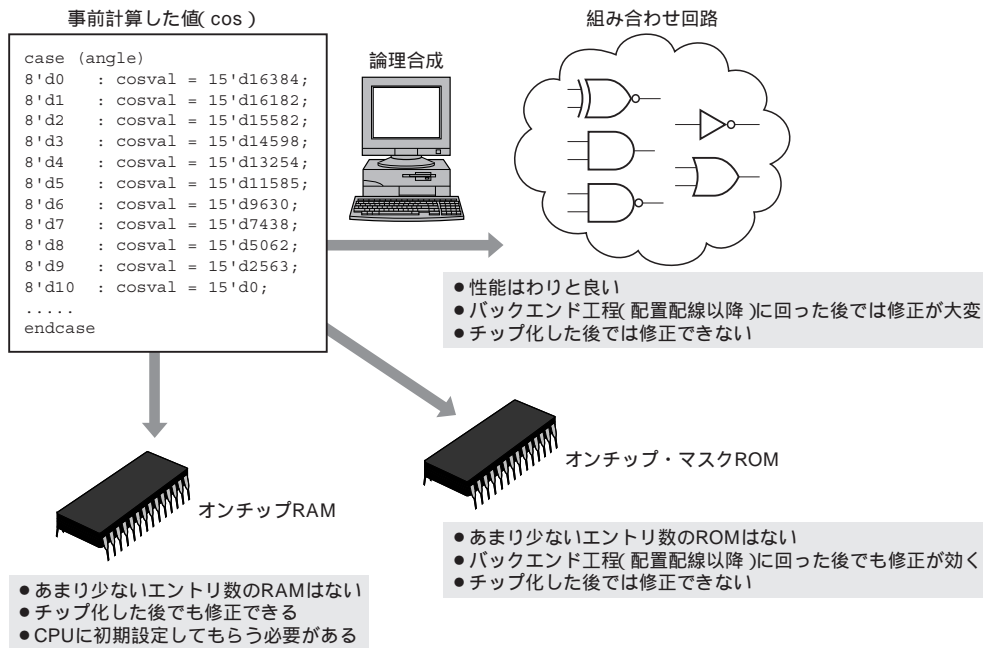 事前計算した値(cos)
case (angle)
8'd0   : cosval = 15'd16384;
8'd1   : cosval = 15'd16182;
8'd2   : cosval = 15'd15582;
8'd3   : cosval = 15'd14598;
8'd4   : cosval = 15'd13254;
8'd5   : cosval = 15'd11585;
8'd6   : cosval = 15'd9630;
8'd7   : cosval = 15'd7438;
8'd8   : cosval = 15'd5062;
8'd9   : cosval = 15'd2563;
8'd10  : cosval = 15'd0;
.....
endcase
論理合成
組み合わせ回路
●性能はわりと良い
●バックエンド工程(配置配線以降)に回った後では修正が大変
●チップ化した後では修正できない
オンチップ・マスクROM
●あまり少ないエントリ数のROMはない
●バックエンド工程(配置配線以降)に回った後でも修正が効く
●チップ化した後では修正できない
オンチップRAM
●あまり少ないエントリ数のRAMはない
●チップ化した後でも修正できる
●CPUに初期設定してもらう必要がある